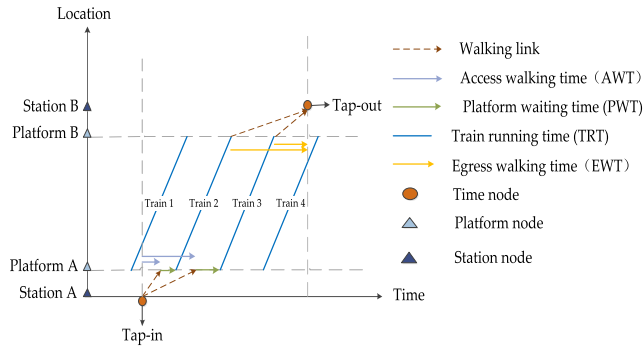 Location
Station B
Platform B
Platform A
Station A
Tap-out
Train 1
Train 2
Train 3
Train 4
Time
Tap-in
Walking link
Access walking time（AWT）
Platform waiting time (PWT)
Train running time (TRT)
Egress walking time（EWT）
Time node
Platform node
Station node